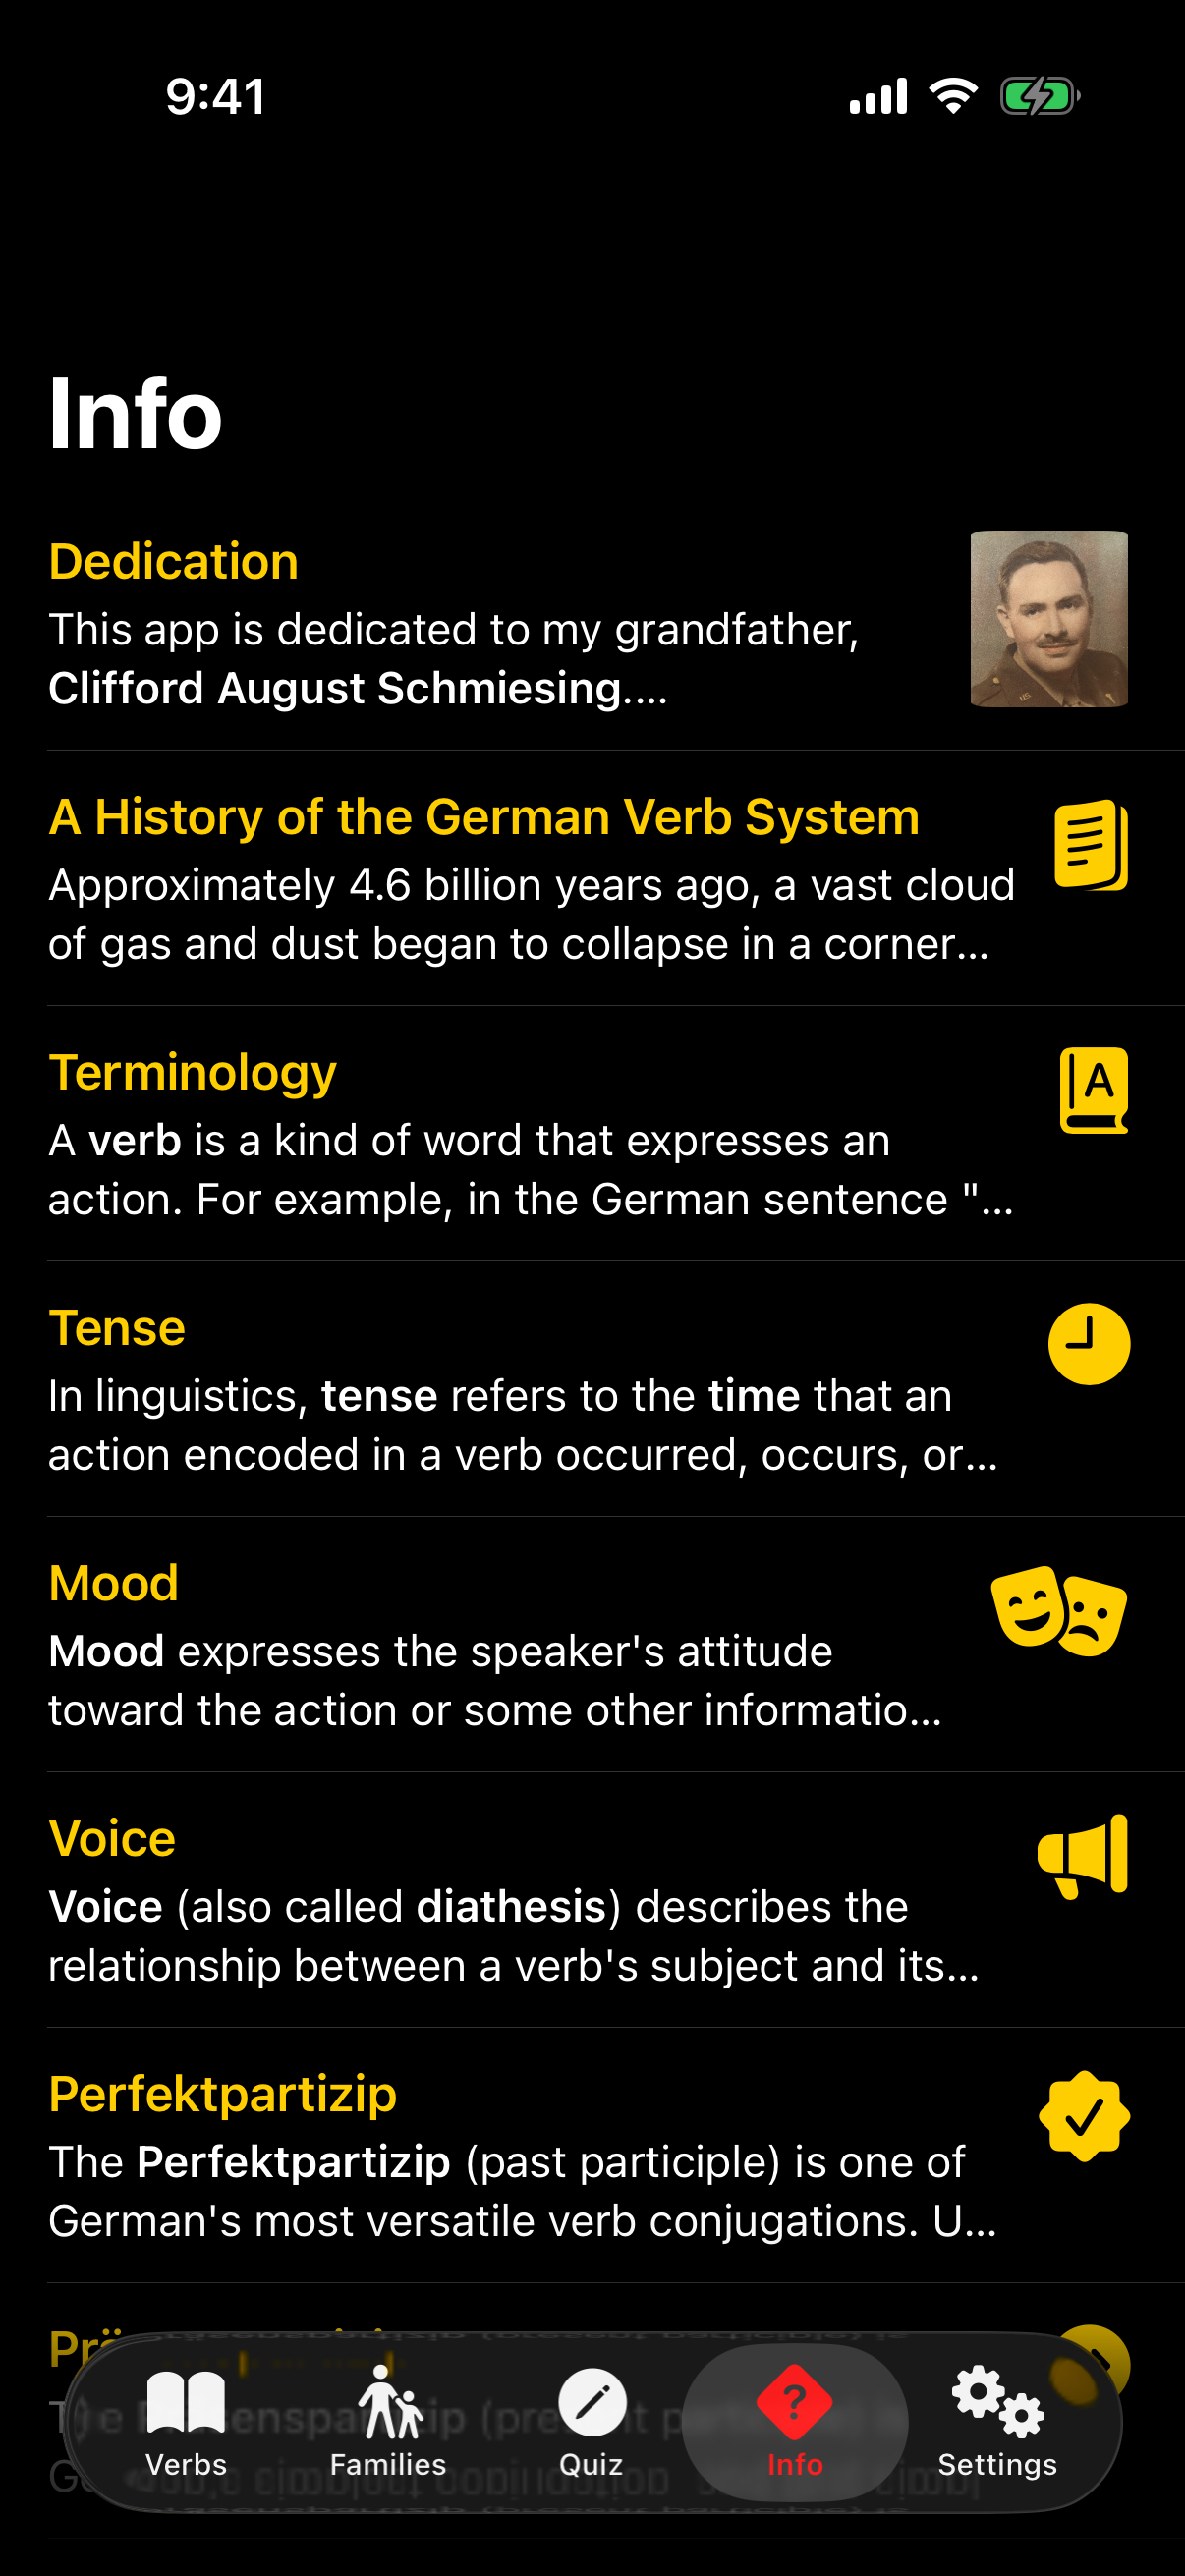 9:41
Info
Dedication
This app is dedicated to my grandfather,
Clifford August Schmiesing....
A History of the German Verb System
Approximately 4.6 billion years ago, a vast cloud
of gas and dust began to collapse in a corner...
Terminology
A verb is a kind of word that expresses an
action. For example, in the German sentence "...
Tense
In linguistics, tense refers to the time that an
action encoded in a verb occurred, occurs, or...
Mood
Mood expresses the speaker's attitude
toward the action or some other informatio...
Voice
Voice (also called diathesis) describes the
relationship between a verb's subject and its...
Perfektpartizip
The Perfektpartizip (past participle) is one of
German's most versatile verb conjugations. U...
Verbs
Families
Quiz
Info
Settings